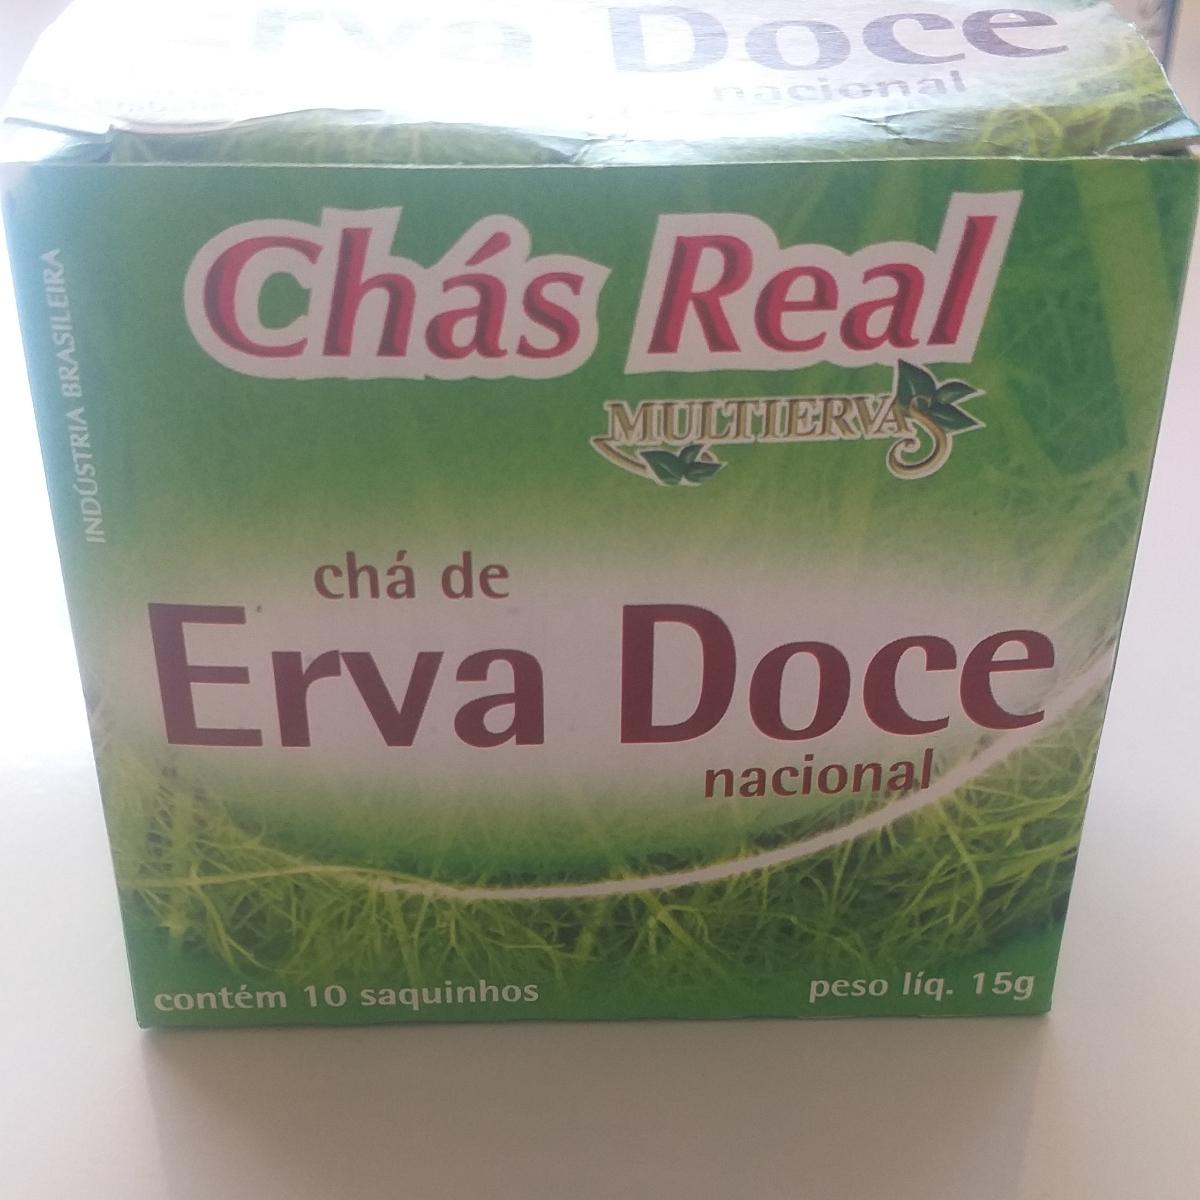 Erva Doce
nacional
Chás Real
MULTIERVAS
INDÚSTRIA BRASILEIRA
chá de
Erva Doce
nacional
contém 10 saquinhos
peso líq. 15g